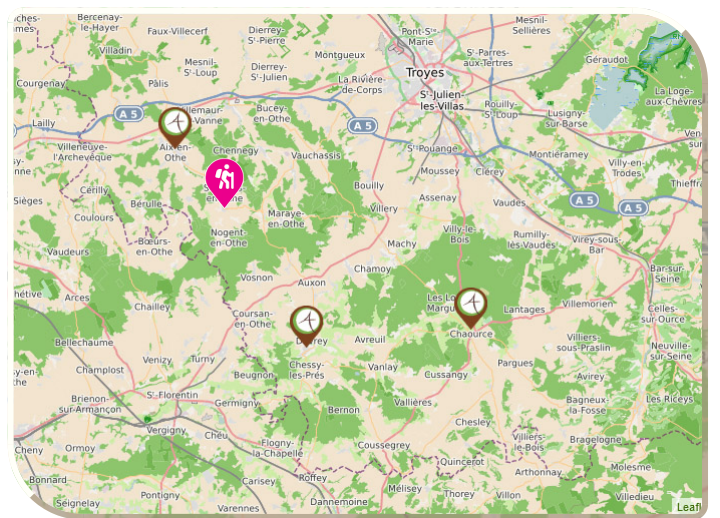 Bercenay-
le-Hayer
Faux-Villecerf
Dierrey-
Sᵗ-Pierre
Pont-Sᵗᵉ-
Marie
Mesnil-
Sellières
Villadin
Montgueux
Sᵗ-Parres-
aux-Tertres
Géraudot
Mesnil-
Sᵗ-Loup
Dierrey-
Sᵗ-Julien
Troyes
Courgenay
Pâlis
La Rivière-
de-Corps
Sᵗ-Julien-
les-Villas
La Loge-
aux-Chèvres
A 5
Bucey-
en-Othe
Rouilly-
Sᵗ-Loup
Lusigny-
sur-Barse
Lailly
A 5
Villeneuve-
l'Archevêque
Aix-en-
Othe
Chennegy
Vauchassis
Sᵗ-Pouange
Moussey
Clérey
Montiéramey
Villy-en-
Trodes
Cérilly
Bouilly
Assenay
Sièges
Bérulle
Coulours
Maraye-
en-Othe
Villery
Vaudes
A 5
A 5
Nogent-
en-Othe
Bœurs-
en-Othe
Machy
Villy-le-
Bois
Rumilly-
lès-Vaudes
Virey-sous-
Bar
Vaudeurs
Vosnon
Chamoy
Auxon
Bar-sur-
Seine
Arces
Chailley
Coursan-
en-Othe
Lantages
Villemorien
Celles-
sur-Ource
Bellechaume
Avreuil
Chaource
Villiers-
sous-Praslin
Neuville-
sur-Seine
Venizy
Turny
Champlost
Beugnon
Chessy-
les-Prés
Vanlay
Cussangy
Pargues
Avirey
Brienon-
sur-Armançon
Sᵗ-Florentin
Germigny
Bernon
Vallières
Bagneux-
la-Fosse
Les Riceys
Vergigny
Chéu
Chesley
Cheny
Ormoy
Flogny-
la-Chapelle
Coussegrey
Villiers-
le-Bois
Bragelogne
Quincerot
Arthonnay
Molesme
Bonnard
Pontigny
Carisey
Roffey
Mélisey
Thorey
Villon
Villedieu
Seignelay
Varennes
Dannemoine
Leafl